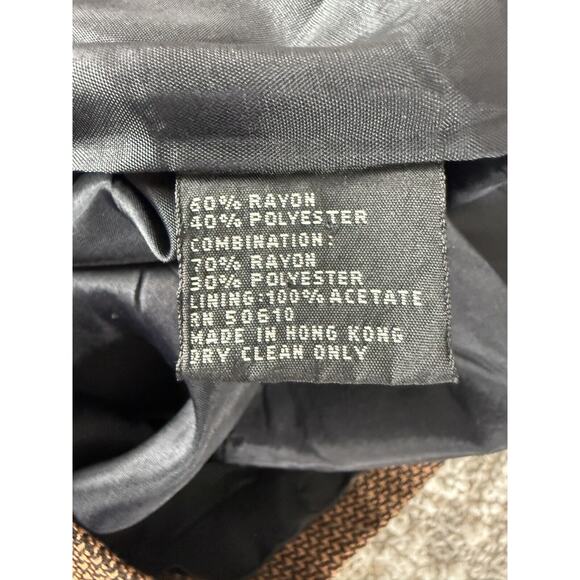 60% RAYON
40% POLYESTER
COMBINATION:
70% RAYON
30% POLYESTER
LINING:100% ACETATE
RN 50610
MADE IN HONG KONG
DRY CLEAN ONLY